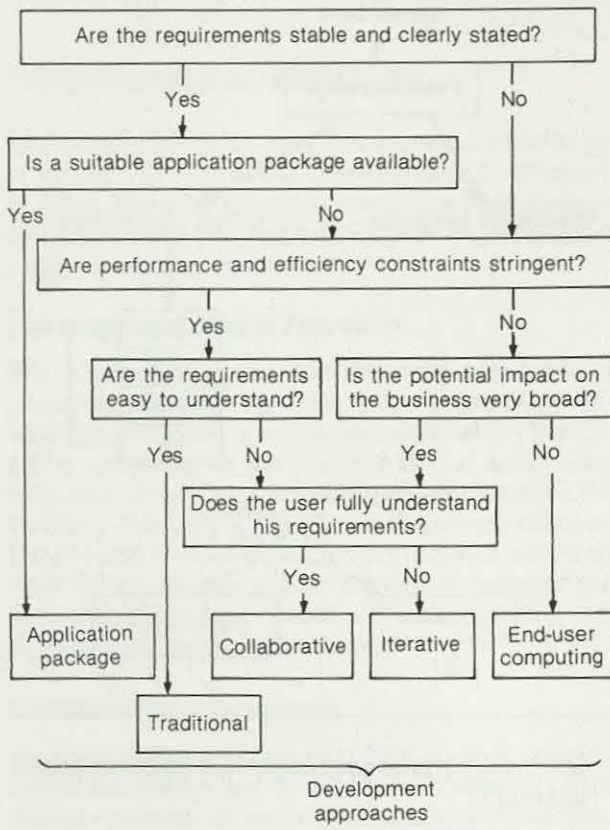 Are the requirements stable and clearly stated?
Yes
No
Is a suitable application package available?
Yes
No
Are performance and efficiency constraints stringent?
Yes
No
Are the requirements
easy to understand?
Is the potential impact on
the business very broad?
Yes
No
Yes
No
Does the user fully understand
his requirements?
Yes
No
Application
package
Collaborative
Iterative
End-user
computing
Traditional
Development
approaches